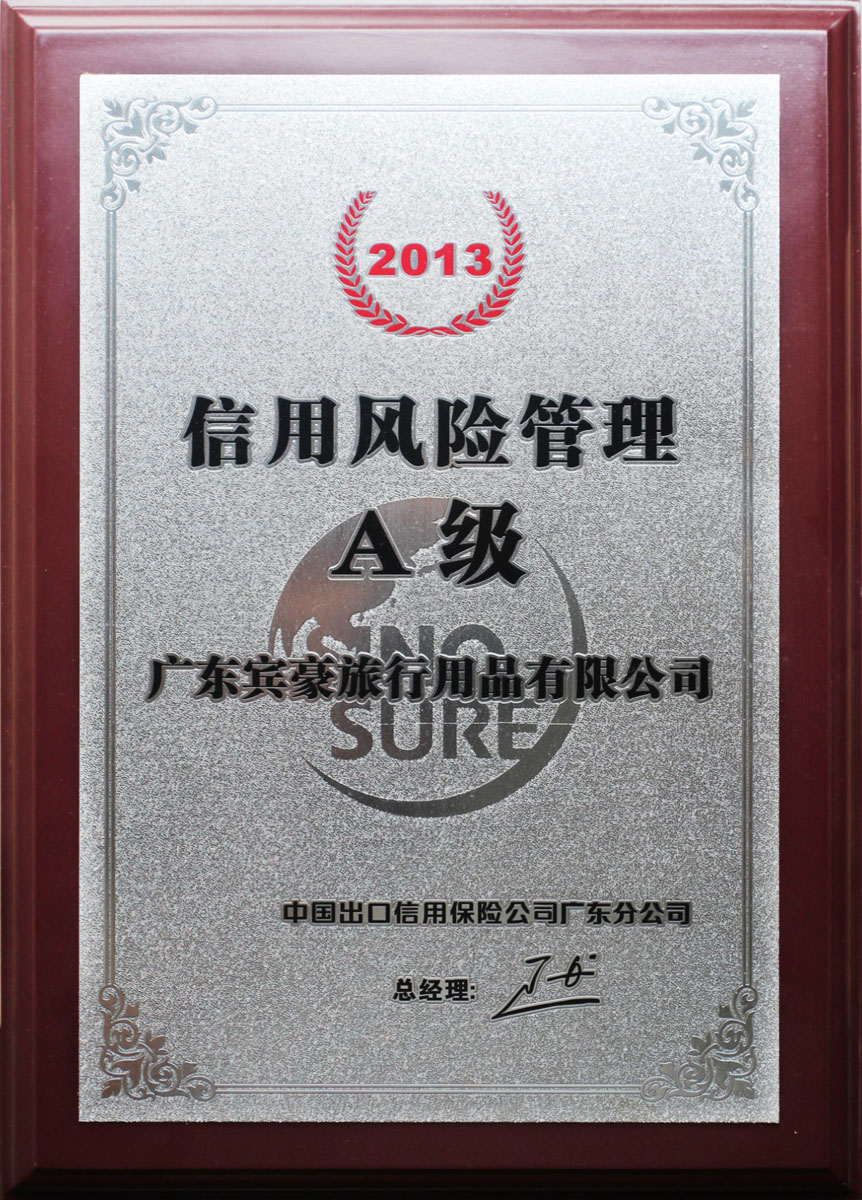 2013
信用风险管理
A级
SINO
广东宾豪旅行用品有限公司
SURE
中国出口信用保险公司广东分公司
总经理: